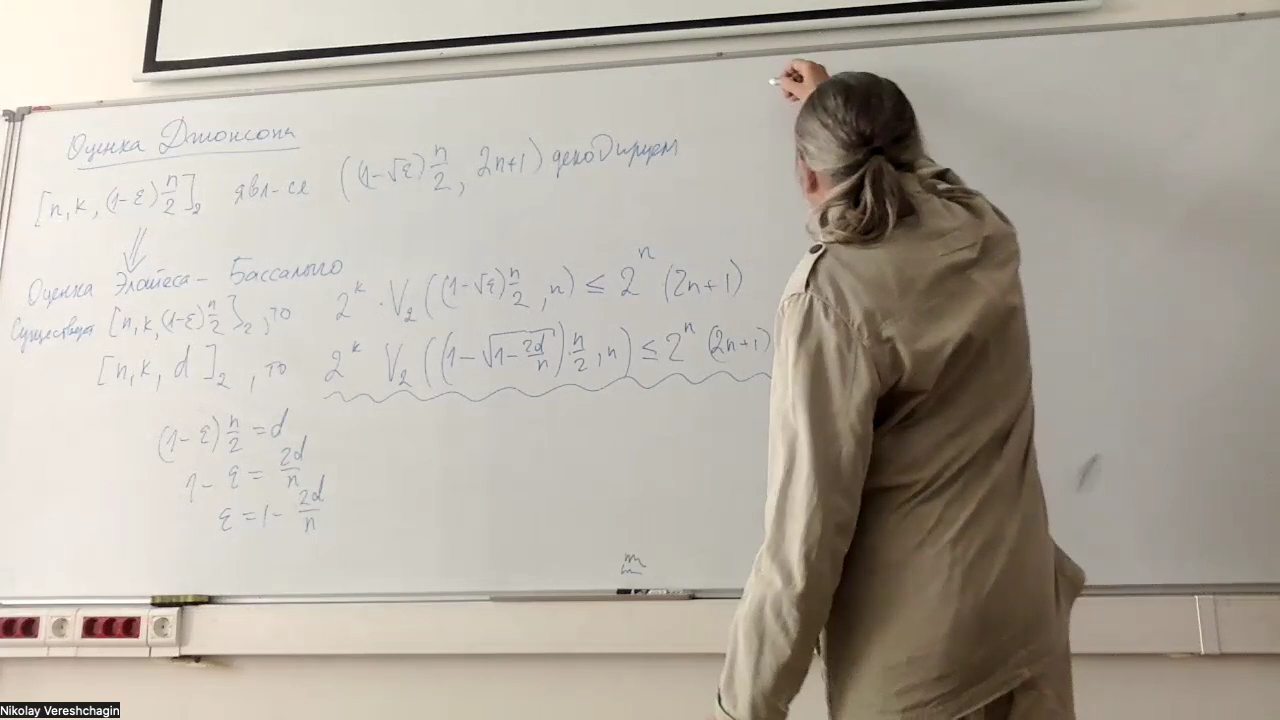 Оценка Джонсона
[n, k, (1-ε) n/2]₂ явл-ся ((1-√ε) n/2, 2n+1) декодируем
⇓
Оценка Элайеса - Бассалыго
Существует [n, k, (1-ε) n/2]₂, то 2^k · V₂((1-√ε) n/2, n) ≤ 2^n (2n+1)
[n, k, d]₂, то 2^k V₂((1-√(1-2d/n))·n/2, n) ≤ 2^n (2n+1)
(1-ε) n/2 = d
1-ε = 2d/n
ε = 1- 2d/n
Nikolay Vereshchagin